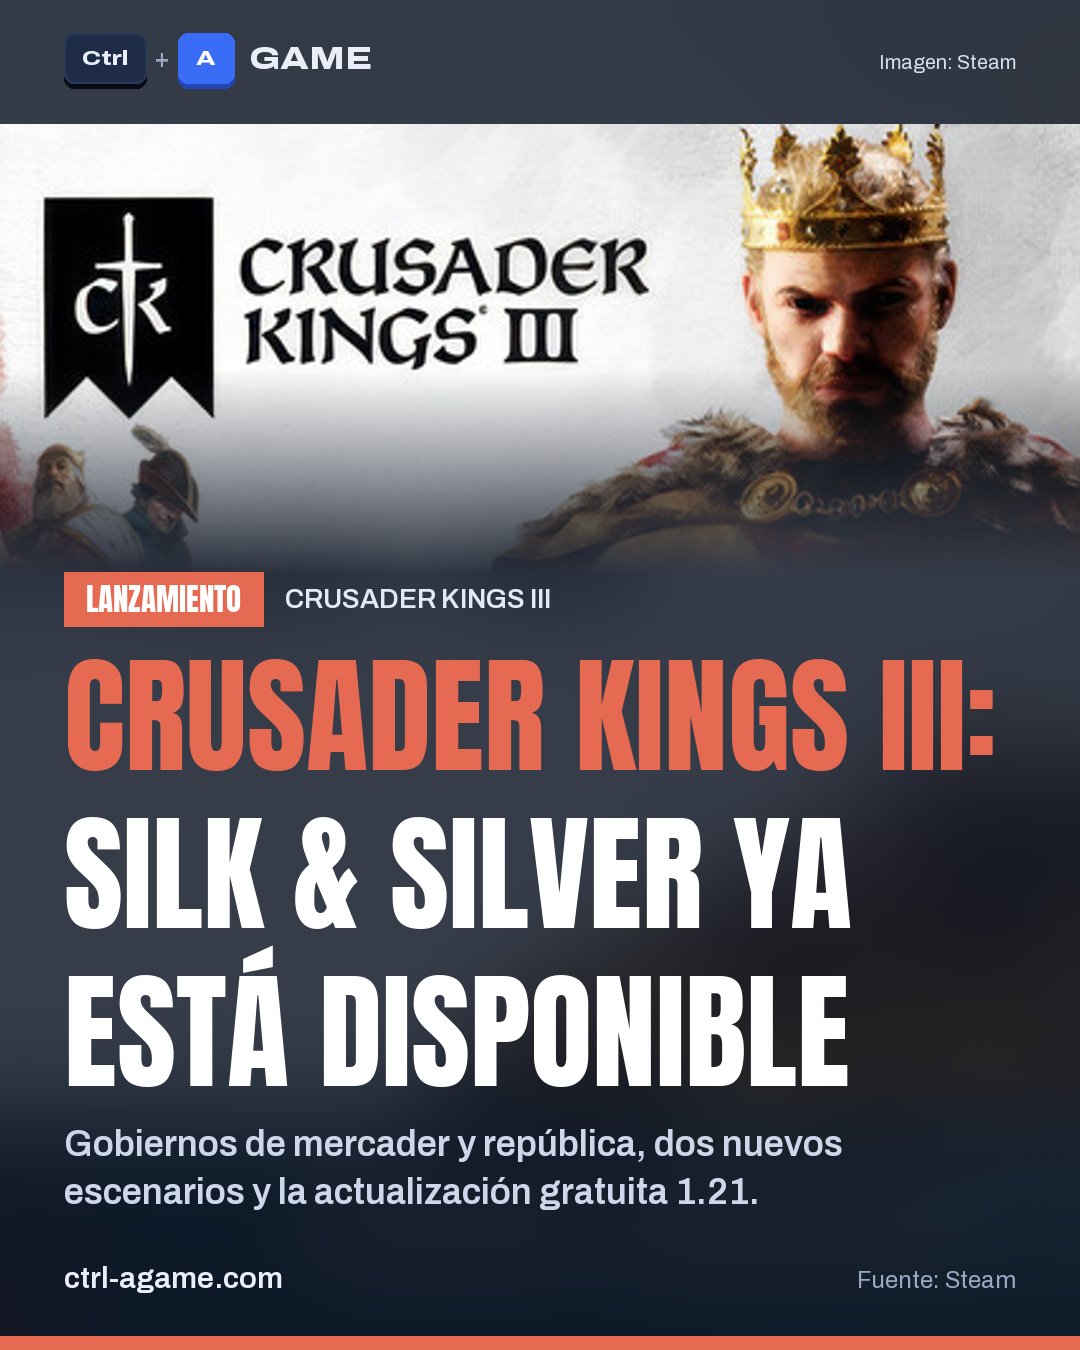 Ctrl + A GAME
Imagen: Steam
CK
CRUSADER
KINGS III
LANZAMIENTO
CRUSADER KINGS III
CRUSADER KINGS III:
SILK & SILVER YA
ESTÁ DISPONIBLE
Gobiernos de mercader y república, dos nuevos
escenarios y la actualización gratuita 1.21.
ctrl-agame.com
Fuente: Steam